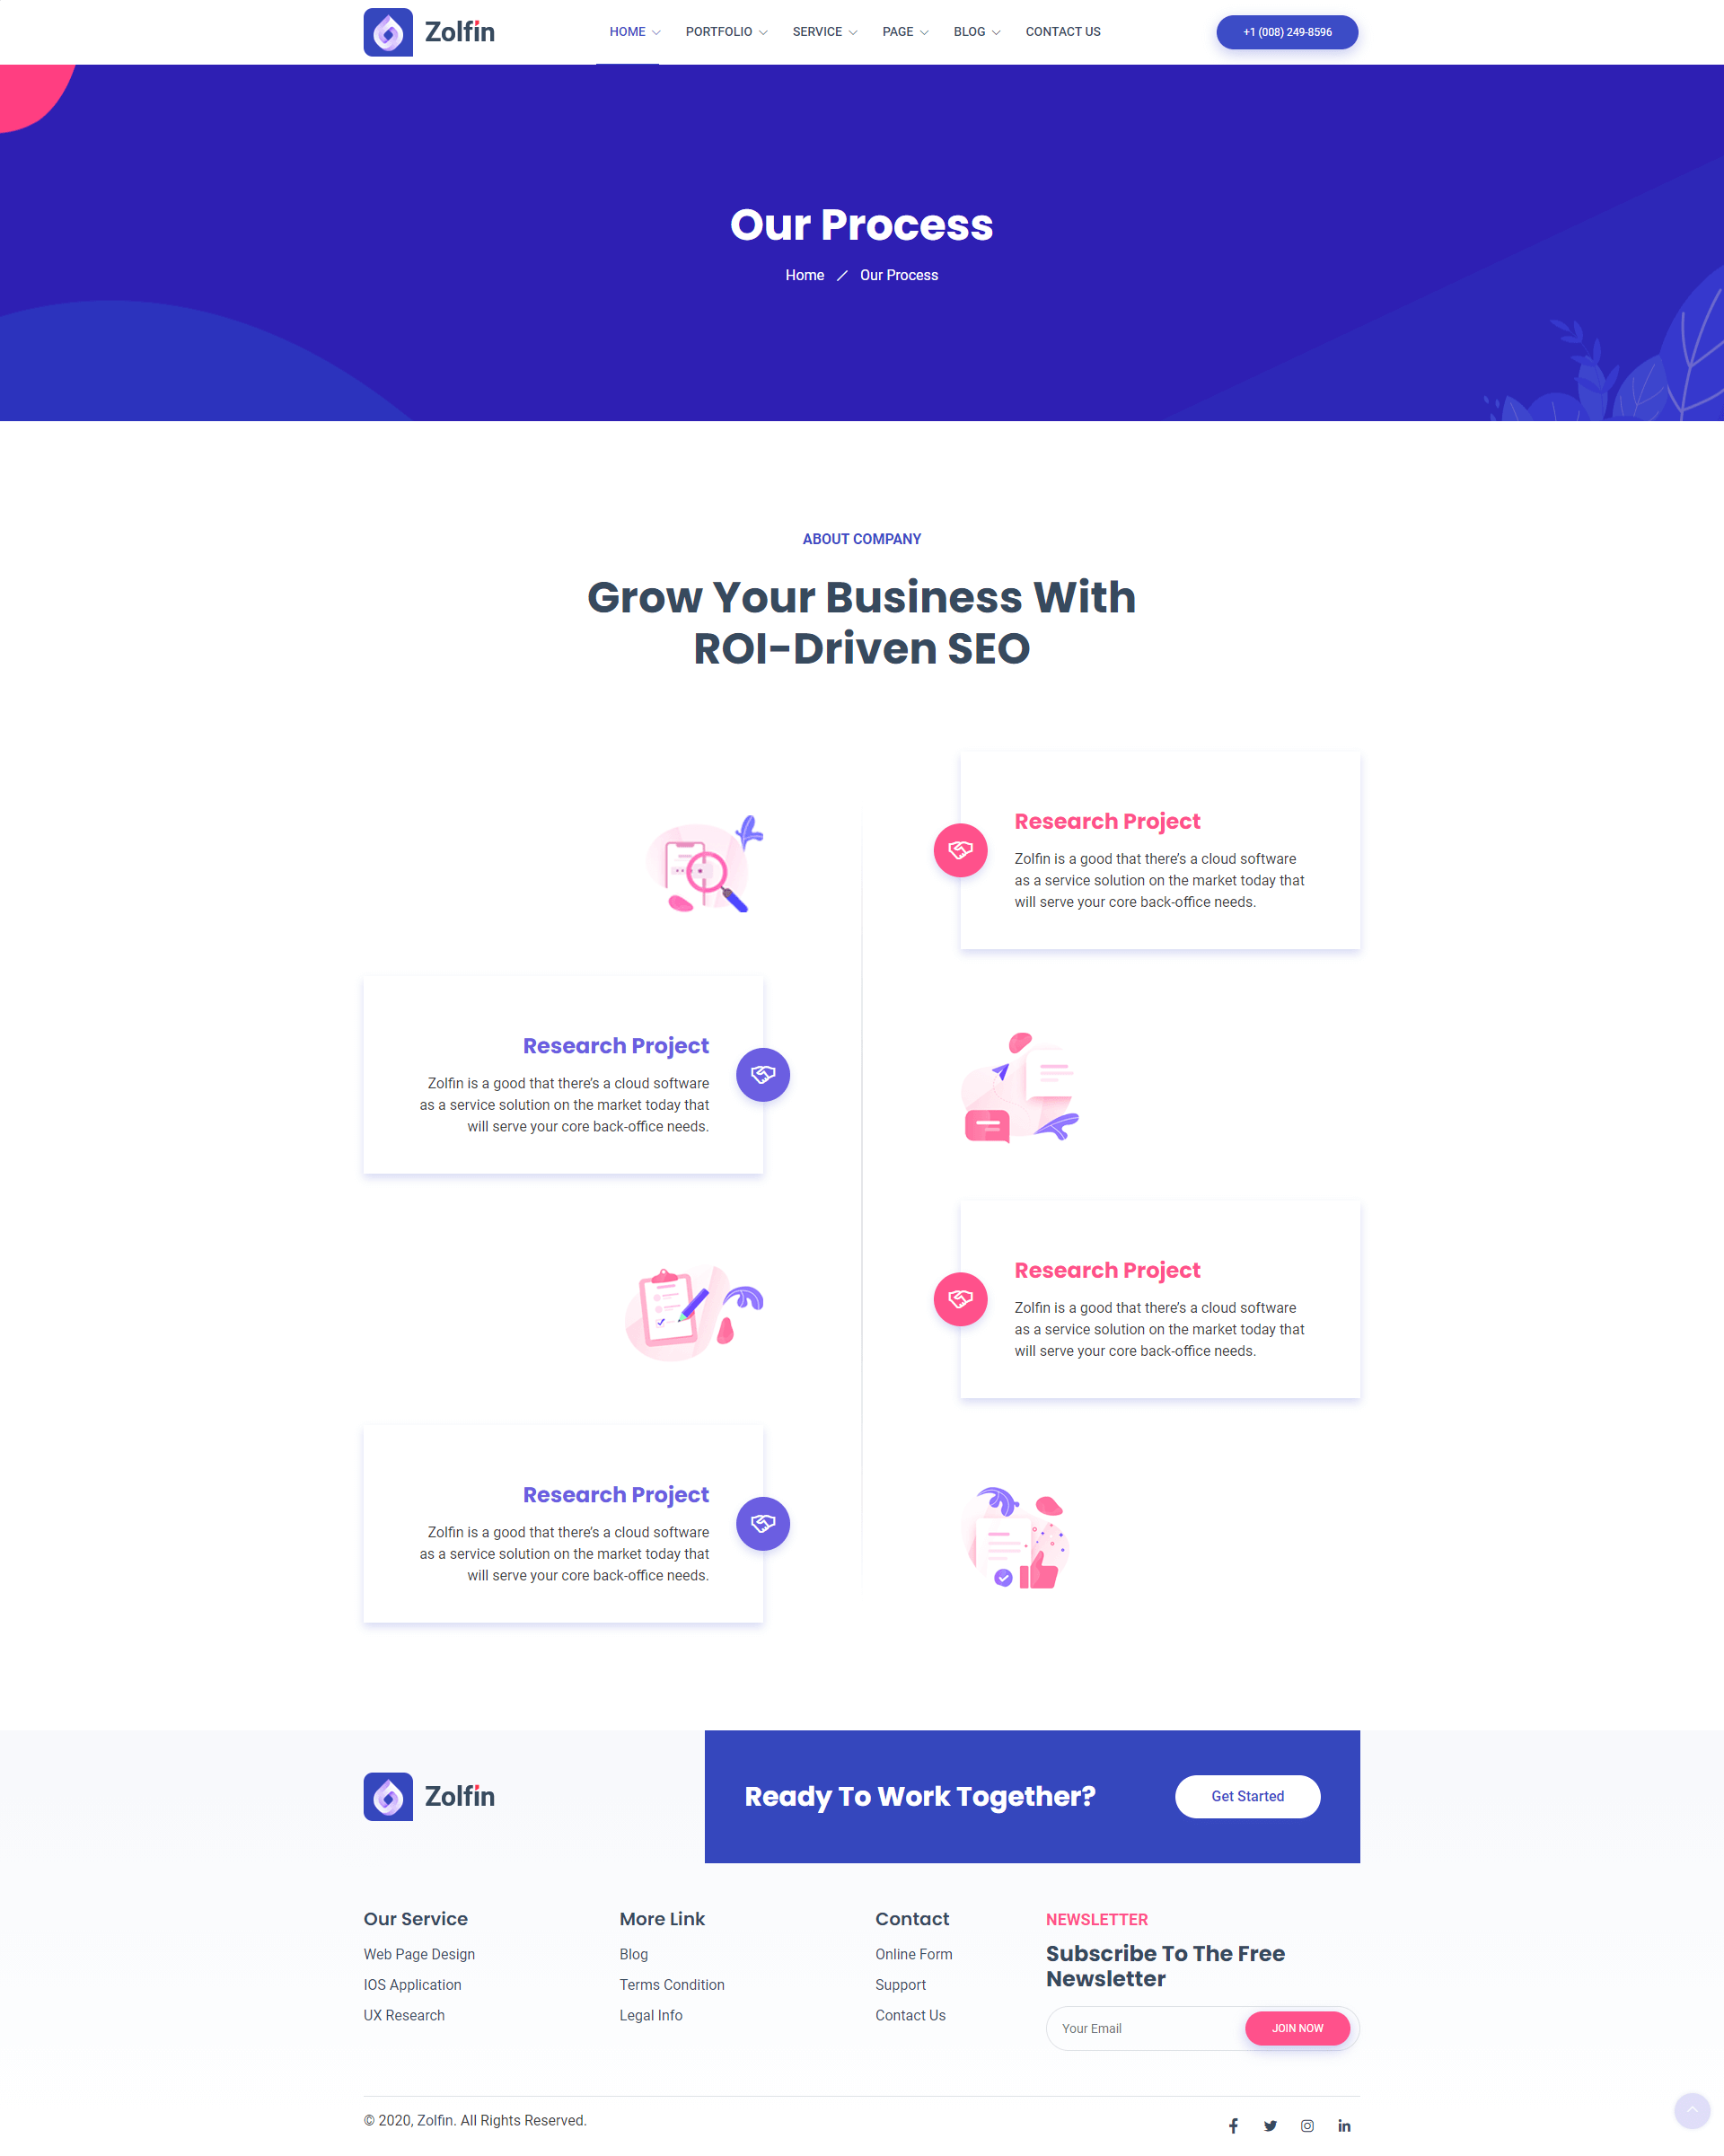 Zolfin
HOME
PORTFOLIO
SERVICE
PAGE
BLOG
CONTACT US
+1 (008) 249-8596
Our Process
Home / Our Process
ABOUT COMPANY
Grow Your Business With
ROI-Driven SEO
Research Project
Zolfin is a good that there’s a cloud software
as a service solution on the market today that
will serve your core back-office needs.
Research Project
Zolfin is a good that there’s a cloud software
as a service solution on the market today that
will serve your core back-office needs.
Research Project
Zolfin is a good that there’s a cloud software
as a service solution on the market today that
will serve your core back-office needs.
Research Project
Zolfin is a good that there’s a cloud software
as a service solution on the market today that
will serve your core back-office needs.
Zolfin
Ready To Work Together?
Get Started
Our Service
Web Page Design
IOS Application
UX Research
More Link
Blog
Terms Condition
Legal Info
Contact
Online Form
Support
Contact Us
NEWSLETTER
Subscribe To The Free
Newsletter
Your Email
JOIN NOW
© 2020, Zolfin. All Rights Reserved.